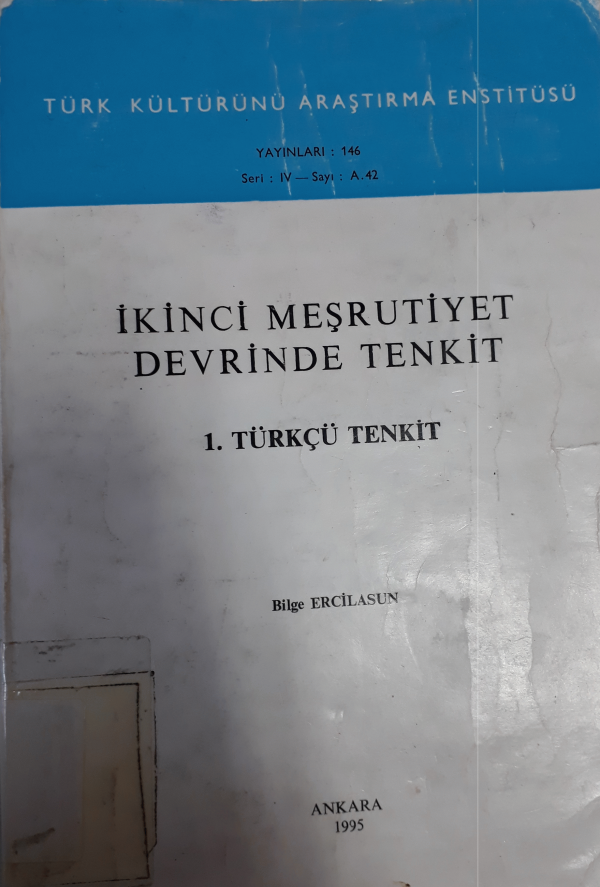 TÜRK KÜLTÜRÜNÜ ARAŞTIRMA ENSTİTÜSÜ
YAYINLARI : 146
Seri : IV — Sayı : A.42
İKİNCİ MEŞRUTİYET
DEVRİNDE TENKİT
1. TÜRKÇÜ TENKİT
Bilge ERCİLASUN
ANKARA
1995